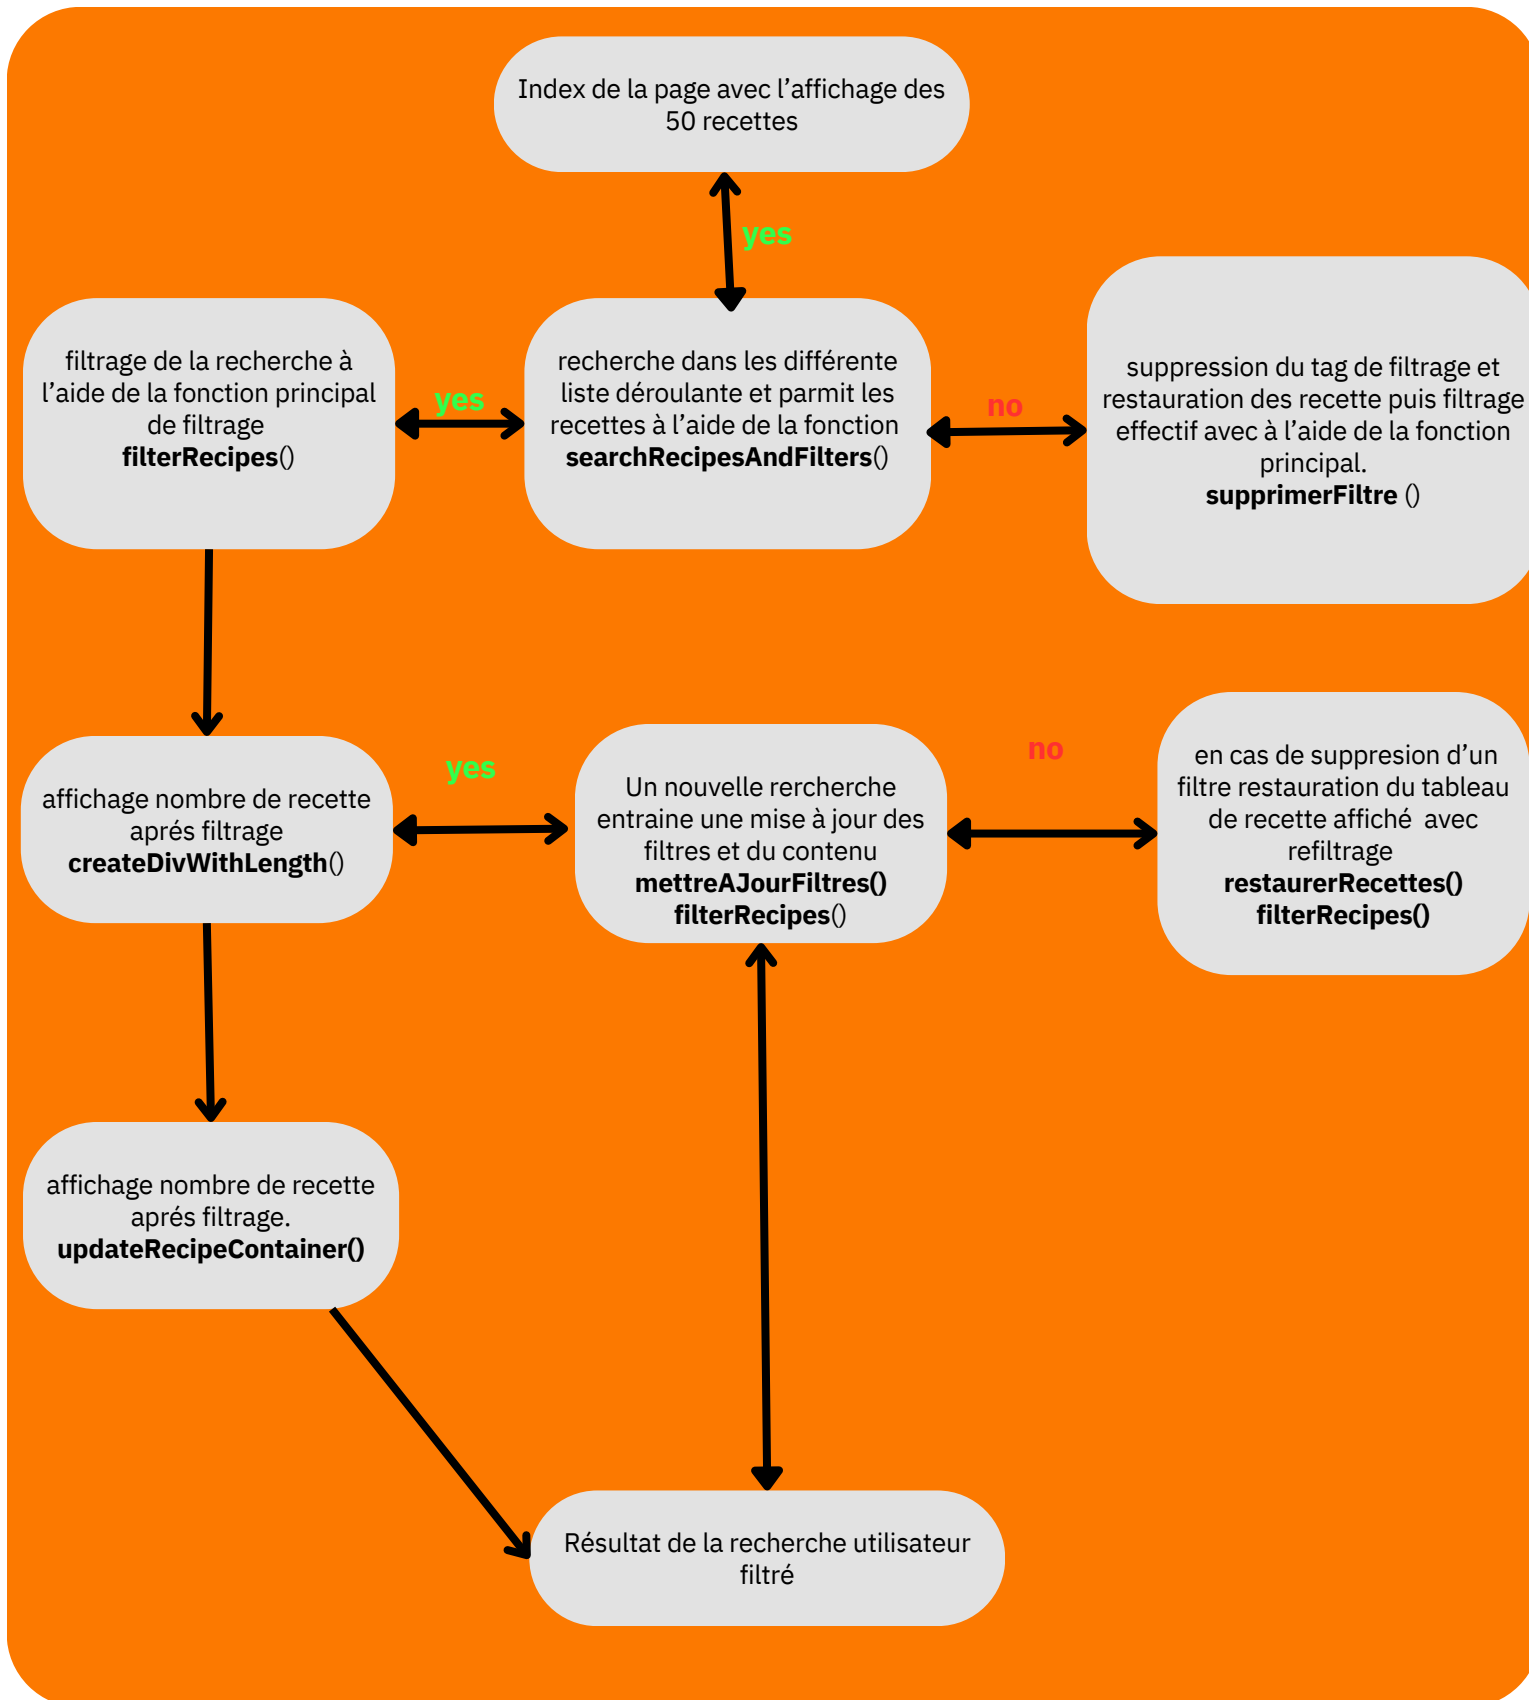 Index de la page avec l’affichage des
50 recettes
yes
filtrage de la recherche à
l’aide de la fonction principal
de filtrage
filterRecipes()
yes
recherche dans les différente
liste déroulante et parmit les
recettes à l’aide de la fonction
searchRecipesAndFilters()
no
suppression du tag de filtrage et
restauration des recette puis filtrage
effectif avec à l’aide de la fonction
principal.
supprimerFiltre ()
affichage nombre de recette
aprés filtrage
createDivWithLength()
yes
Un nouvelle rercherche
entraine une mise à jour des
filtres et du contenu
mettreAJourFiltres()
filterRecipes()
no
en cas de suppresion d’un
filtre restauration du tableau
de recette affiché avec
refiltrage
restaurerRecettes()
filterRecipes()
affichage nombre de recette
aprés filtrage.
updateRecipeContainer()
Résultat de la recherche utilisateur
filtré